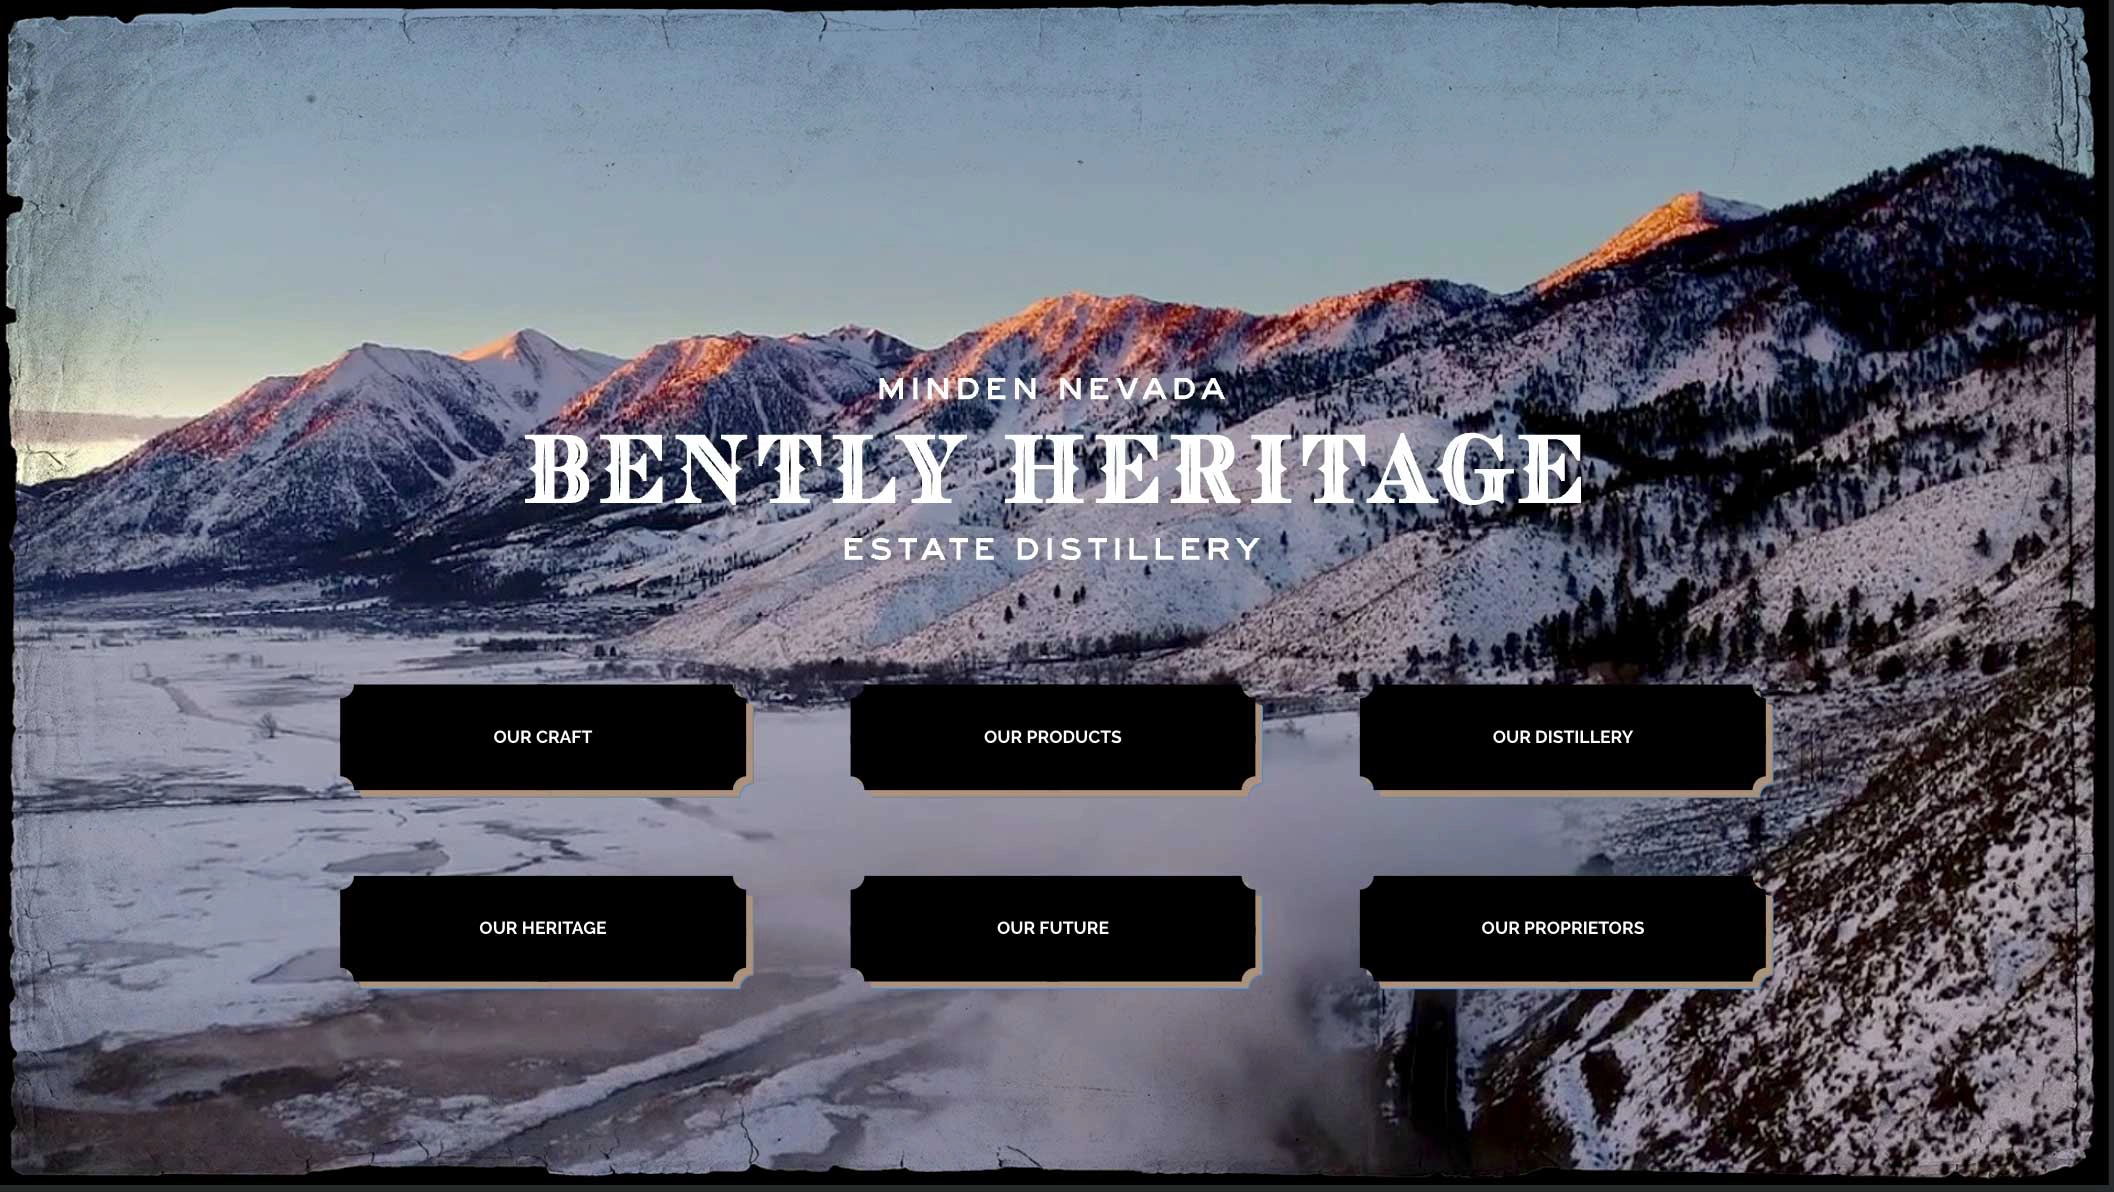 MINDEN NEVADA
BENTLY HERITAGE
ESTATE DISTILLERY
OUR CRAFT
OUR PRODUCTS
OUR DISTILLERY
OUR HERITAGE
OUR FUTURE
OUR PROPRIETORS